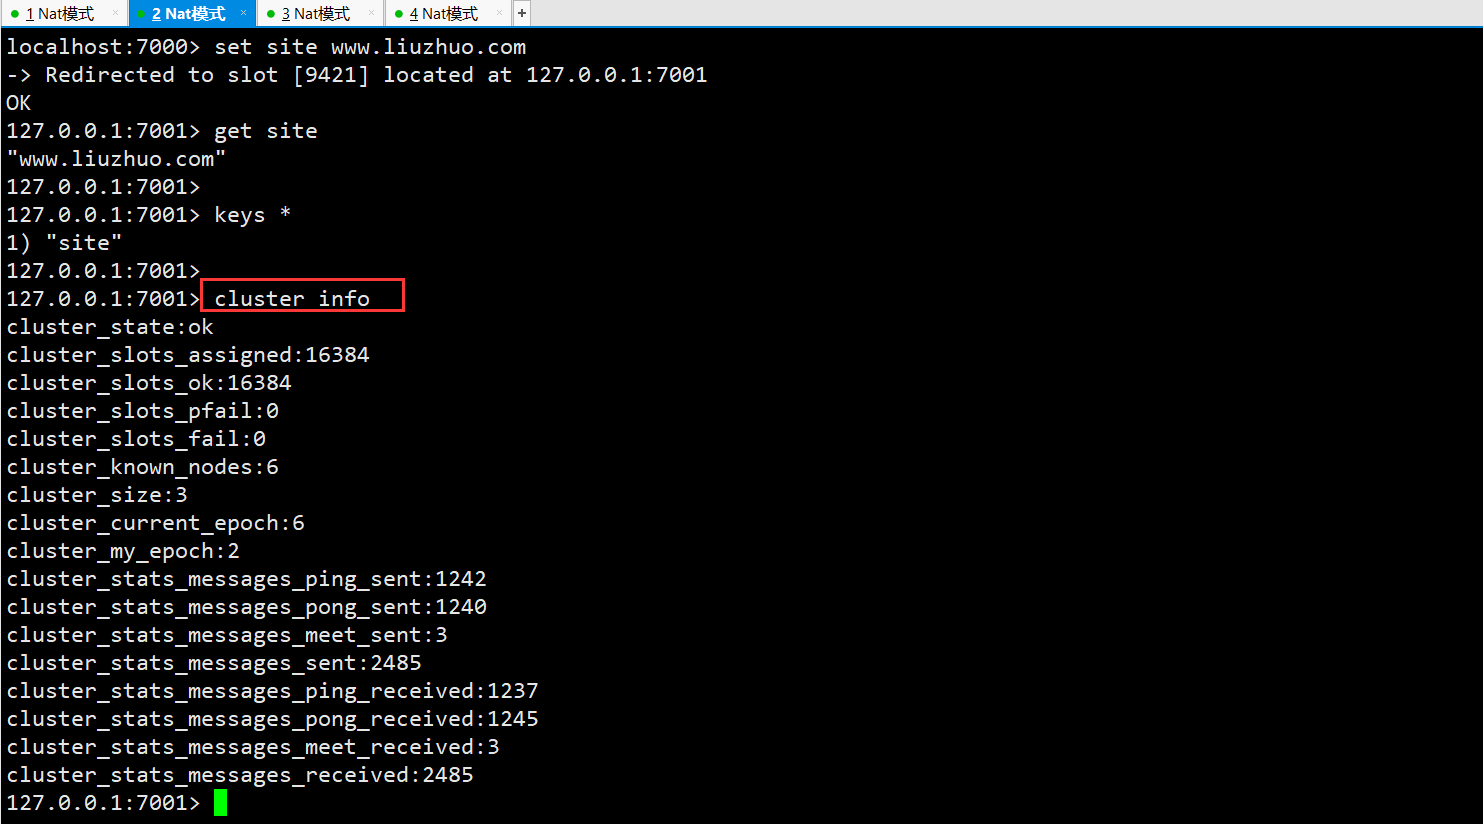 1 Nat模式 × 2 Nat模式 × 3 Nat模式 × 4 Nat模式 × +
localhost:7000> set site www.liuzhuo.com
-> Redirected to slot [9421] located at 127.0.0.1:7001
OK
127.0.0.1:7001> get site
"www.liuzhuo.com"
127.0.0.1:7001>
127.0.0.1:7001> keys *
1) "site"
127.0.0.1:7001>
127.0.0.1:7001> cluster info
cluster_state:ok
cluster_slots_assigned:16384
cluster_slots_ok:16384
cluster_slots_pfail:0
cluster_slots_fail:0
cluster_known_nodes:6
cluster_size:3
cluster_current_epoch:6
cluster_my_epoch:2
cluster_stats_messages_ping_sent:1242
cluster_stats_messages_pong_sent:1240
cluster_stats_messages_meet_sent:3
cluster_stats_messages_sent:2485
cluster_stats_messages_ping_received:1237
cluster_stats_messages_pong_received:1245
cluster_stats_messages_meet_received:3
cluster_stats_messages_received:2485
127.0.0.1:7001>